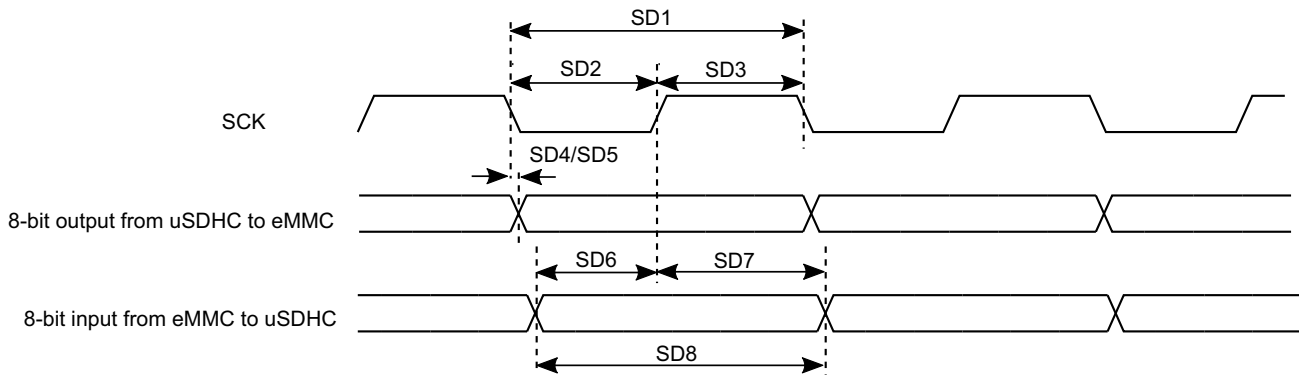 SD1
SD2
SD3
SCK
SD4/SD5
8-bit output from uSDHC to eMMC
SD6
SD7
8-bit input from eMMC to uSDHC
SD8